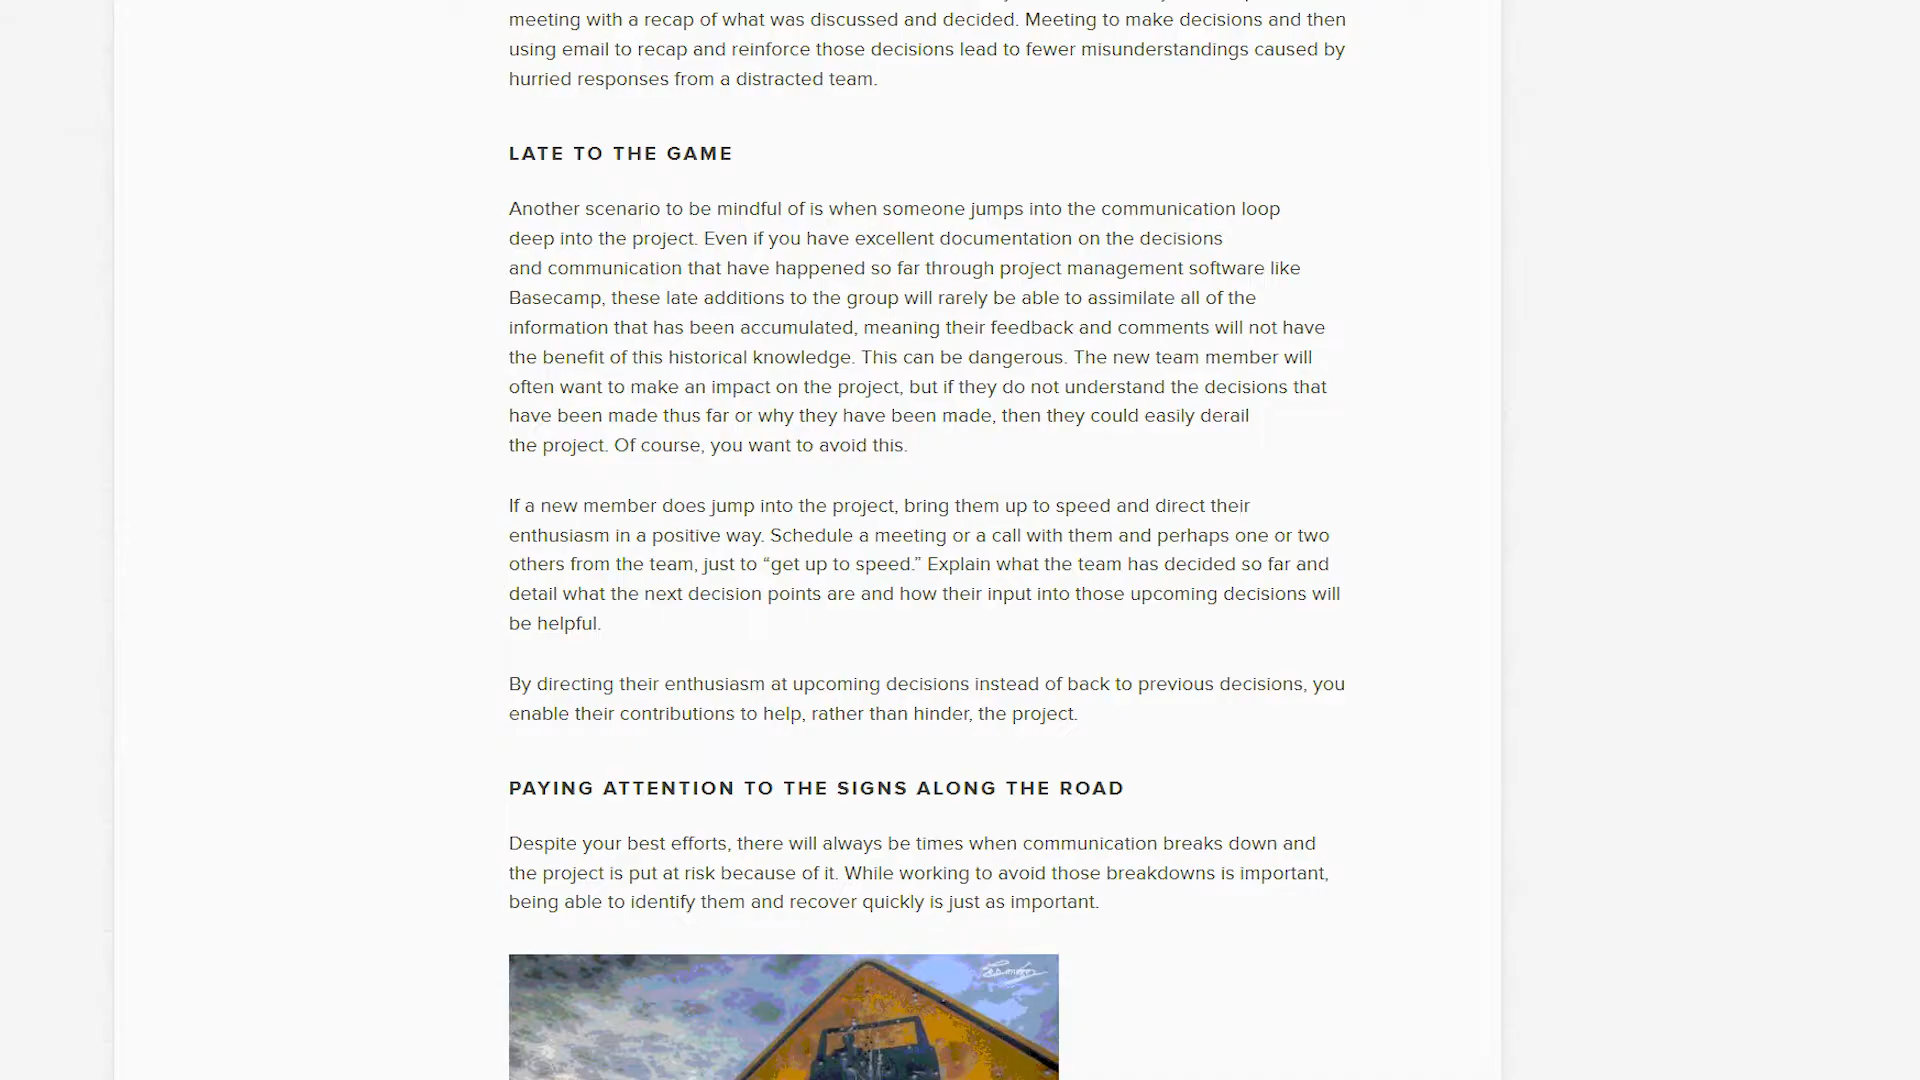 meeting with a recap of what was discussed and decided. Meeting to make decisions and then
using email to recap and reinforce those decisions lead to fewer misunderstandings caused by
hurried responses from a distracted team.
LATE TO THE GAME
Another scenario to be mindful of is when someone jumps into the communication loop
deep into the project. Even if you have excellent documentation on the decisions
and communication that have happened so far through project management software like
Basecamp, these late additions to the group will rarely be able to assimilate all of the
information that has been accumulated, meaning their feedback and comments will not have
the benefit of this historical knowledge. This can be dangerous. The new team member will
often want to make an impact on the project, but if they do not understand the decisions that
have been made thus far or why they have been made, then they could easily derail
the project. Of course, you want to avoid this.
If a new member does jump into the project, bring them up to speed and direct their
enthusiasm in a positive way. Schedule a meeting or a call with them and perhaps one or two
others from the team, just to “get up to speed.” Explain what the team has decided so far and
detail what the next decision points are and how their input into those upcoming decisions will
be helpful.
By directing their enthusiasm at upcoming decisions instead of back to previous decisions, you
enable their contributions to help, rather than hinder, the project.
PAYING ATTENTION TO THE SIGNS ALONG THE ROAD
Despite your best efforts, there will always be times when communication breaks down and
the project is put at risk because of it. While working to avoid those breakdowns is important,
being able to identify them and recover quickly is just as important.